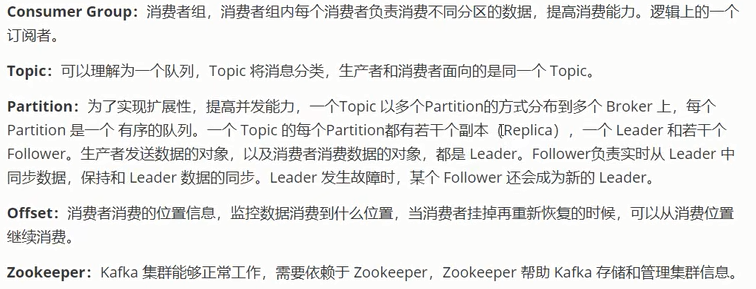 Consumer Group：消费者组，消费者组内每个消费者负责消费不同分区的数据，提高消费能力。逻辑上的一个
订阅者。
Topic：可以理解为一个队列，Topic 将消息分类，生产者和消费者面向的是同一个 Topic。
Partition：为了实现扩展性，提高并发能力，一个Topic 以多个Partition的方式分布到多个 Broker 上，每个
Partition 是一个 有序的队列。一个 Topic 的每个Partition都有若干个副本（Replica），一个 Leader 和若干个
Follower。生产者发送数据的对象，以及消费者消费数据的对象，都是 Leader。Follower负责实时从 Leader 中
同步数据，保持和 Leader 数据的同步。Leader 发生故障时，某个 Follower 还会成为新的 Leader。
Offset：消费者消费的位置信息，监控数据消费到什么位置，当消费者挂掉再重新恢复的时候，可以从消费位置
继续消费。
Zookeeper：Kafka 集群能够正常工作，需要依赖于 Zookeeper，Zookeeper 帮助 Kafka 存储和管理集群信息。